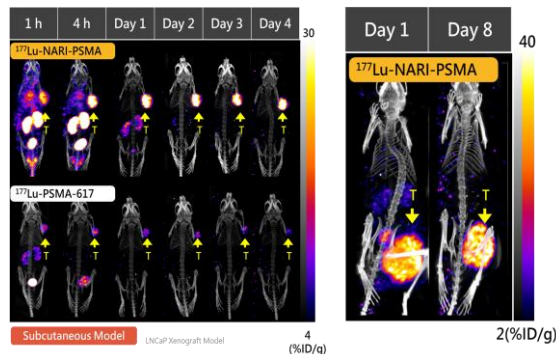 1 h 4 h Day 1 Day 2 Day 3 Day 4
30
¹⁷⁷Lu-NARI-PSMA
T T T T T T
¹⁷⁷Lu-PSMA-617
T T T T T T
Subcutaneous Model LNCaP Xenograft Model
4
(%ID/g)
Day 1 Day 8
40
¹⁷⁷Lu-NARI-PSMA
T T
2(%ID/g)